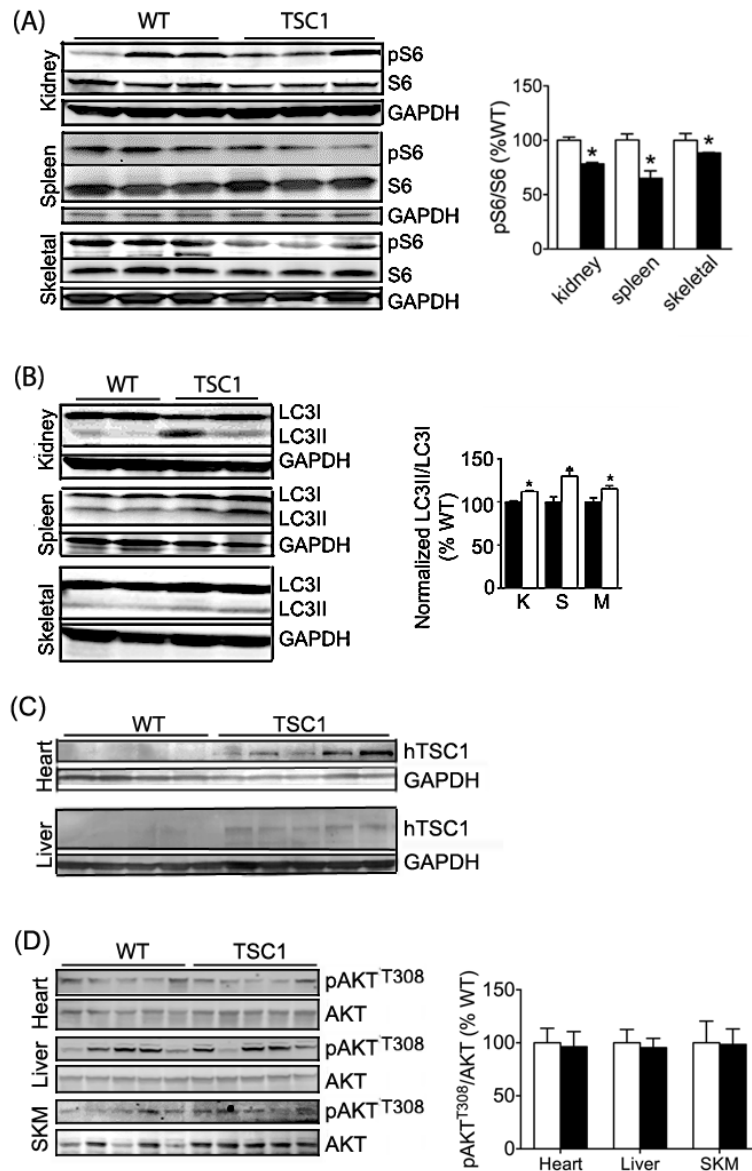 (A)
WT TSC1
Kidney
pS6
S6
GAPDH
Spleen
pS6
S6
GAPDH
Skeletal
pS6
S6
GAPDH
pS6/S6 (%WT)
150
100
50
0
* * *
kidney spleen skeletal
(B)
WT TSC1
Kidney
LC3I
LC3II
GAPDH
Spleen
LC3I
LC3II
GAPDH
Skeletal
LC3I
LC3II
GAPDH
Normalized LC3II/LC3I
(% WT)
150
100
50
0
* * *
K S M
(C)
WT TSC1
Heart
hTSC1
GAPDH
Liver
hTSC1
GAPDH
(D)
WT TSC1
Heart
pAKT T308
AKT
Liver
pAKT T308
AKT
SKM
pAKT T308
AKT
pAKT T308/AKT (% WT)
150
100
50
0
Heart Liver SKM